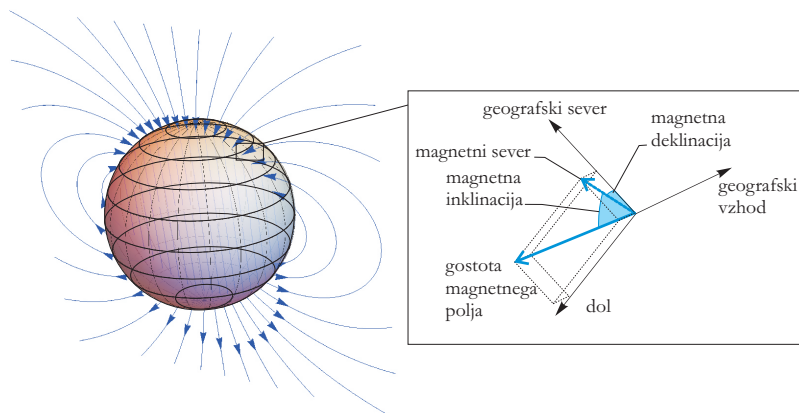 geografski sever
magnetna
deklinacija
magnetni sever
magnetna
inklinacija
geografski
vzhod
gostota
magnetnega
polja
dol